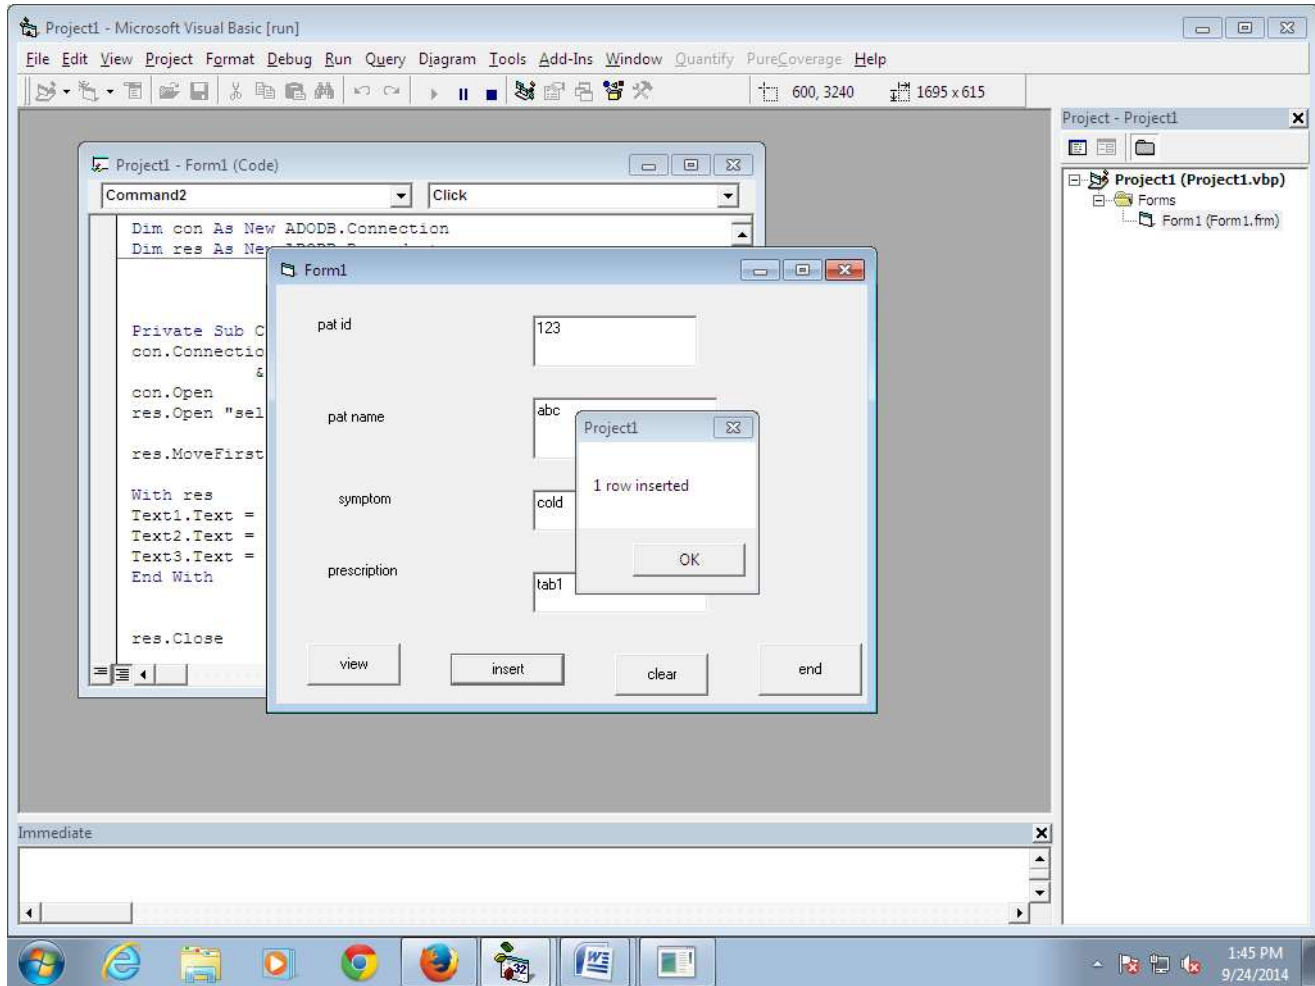 Project1 - Microsoft Visual Basic [run]
File Edit View Project Format Debug Run Query Diagram Tools Add-Ins Window Quantify PureCoverage Help
600, 3240 1695 x 615
Project - Project1
Project1 (Project1.vbp)
Forms
Form1 (Form1.frm)
Project1 - Form1 (Code)
Command2 Click
Dim con As New ADODB.Connection
Dim res As New
Private Sub C
con.Connectio
&
con.Open
res.Open "sel
res.MoveFirst
With res
Text1.Text =
Text2.Text =
Text3.Text =
End With
res.Close
Form1
pat id 123
pat name abc
symptom cold
prescription tab1
view insert clear end
Project1
1 row inserted
OK
Immediate
32
1:45 PM
9/24/2014